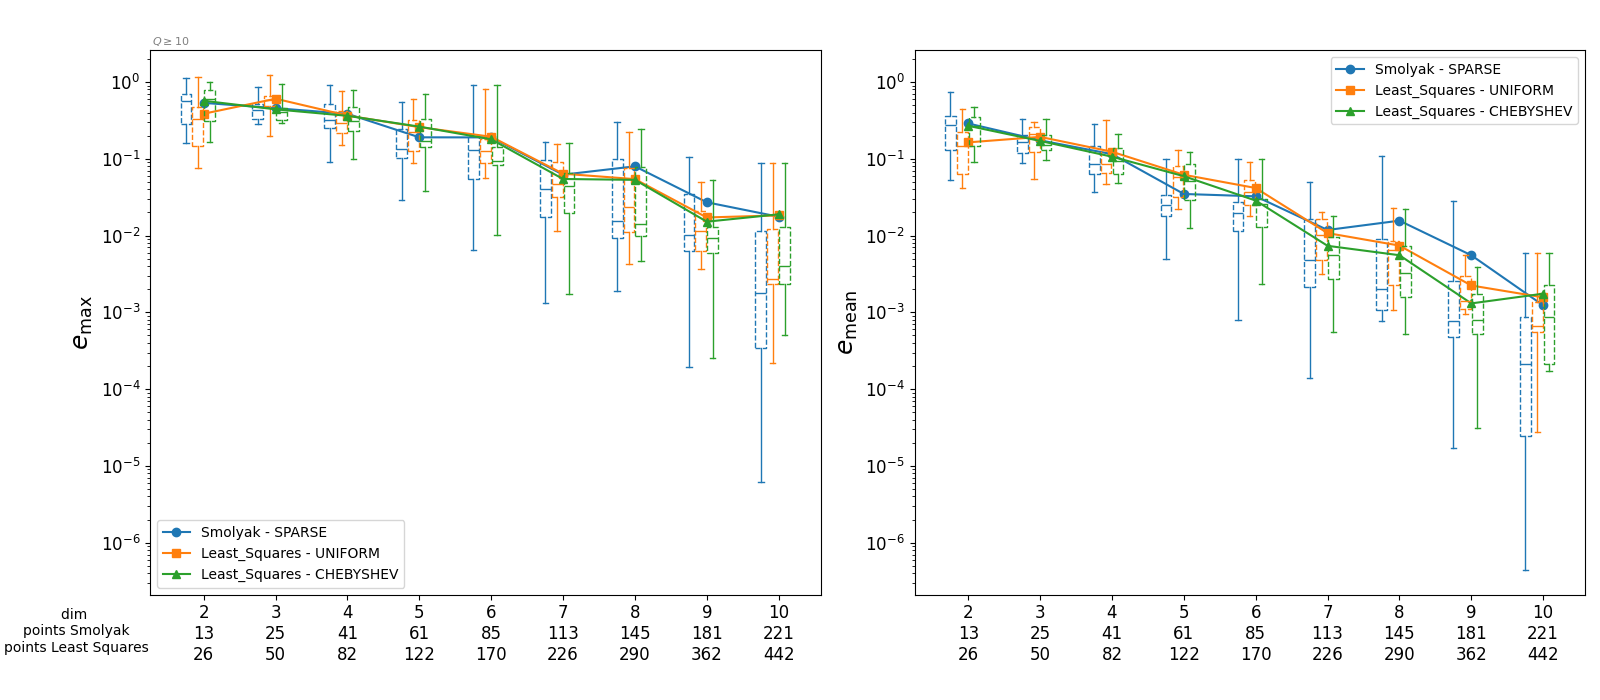 Q ≥ 10
10⁰
10⁻¹
10⁻²
10⁻³
10⁻⁴
10⁻⁵
10⁻⁶
e_max
Smolyak - SPARSE
Least_Squares - UNIFORM
Least_Squares - CHEBYSHEV
dim 2 3 4 5 6 7 8 9 10
points Smolyak 13 25 41 61 85 113 145 181 221
points Least Squares 26 50 82 122 170 226 290 362 442
10⁰
10⁻¹
10⁻²
10⁻³
10⁻⁴
10⁻⁵
10⁻⁶
e_mean
Smolyak - SPARSE
Least_Squares - UNIFORM
Least_Squares - CHEBYSHEV
2 3 4 5 6 7 8 9 10
13 25 41 61 85 113 145 181 221
26 50 82 122 170 226 290 362 442